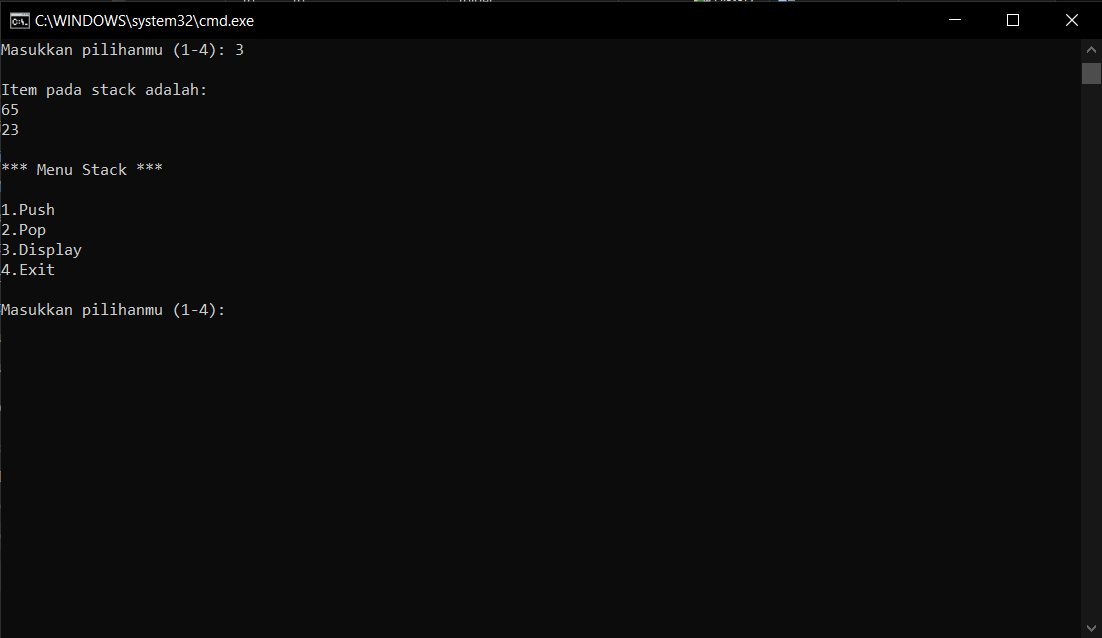 C:\WINDOWS\system32\cmd.exe
Masukkan pilihanmu (1-4): 3
Item pada stack adalah:
65
23
*** Menu Stack ***
1.Push
2.Pop
3.Display
4.Exit
Masukkan pilihanmu (1-4):